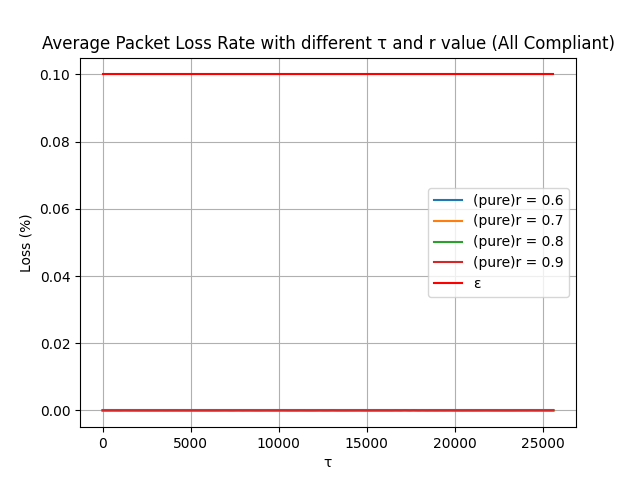 Average Packet Loss Rate with different τ and r value (All Compliant)
0.10
0.08
0.06
0.04
0.02
0.00
Loss (%)
(pure)r = 0.6
(pure)r = 0.7
(pure)r = 0.8
(pure)r = 0.9
ε
0 5000 10000 15000 20000 25000
τ